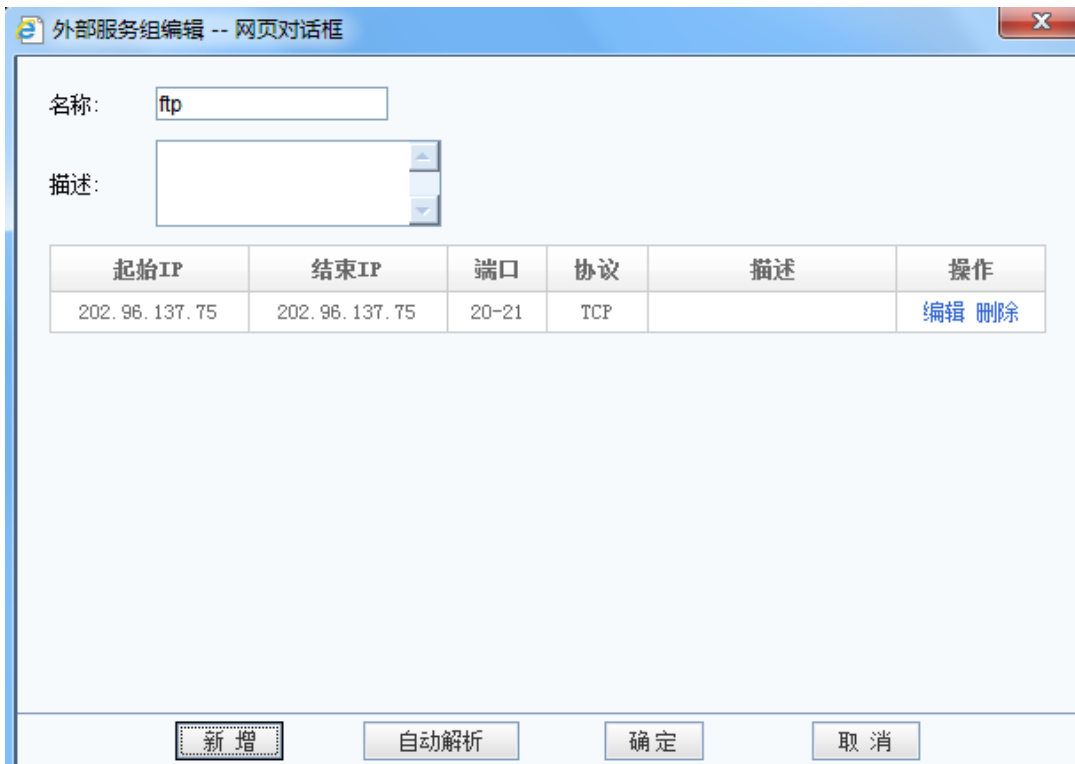 外部服务组编辑 -- 网页对话框
名称: ftp
描述:
起始IP 结束IP 端口 协议 描述 操作
202.96.137.75 202.96.137.75 20-21 TCP 编辑 删除
新增 自动解析 确定 取消